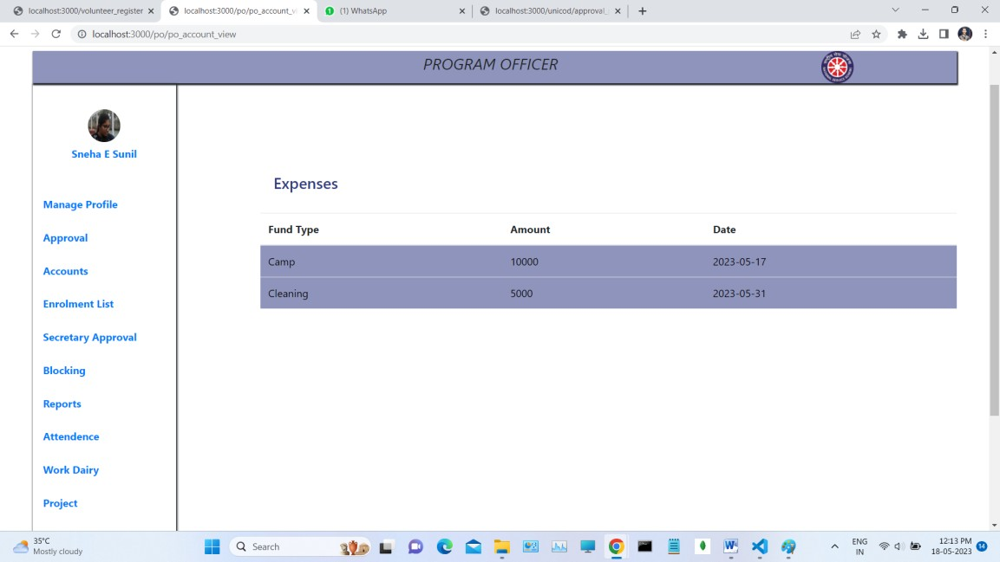 localhost:3000/volunteer_register
localhost:3000/po/po_account_vi
(1) WhatsApp
localhost:3000/unicod/approval_
localhost:3000/po/po_account_view
PROGRAM OFFICER
Sneha E Sunil
Manage Profile
Approval
Accounts
Enrolment List
Secretary Approval
Blocking
Reports
Attendence
Work Dairy
Project
Expenses
Fund Type Amount Date
Camp 10000 2023-05-17
Cleaning 5000 2023-05-31
35°C
Mostly cloudy
Search
ENG
IN
12:13 PM
18-05-2023
14